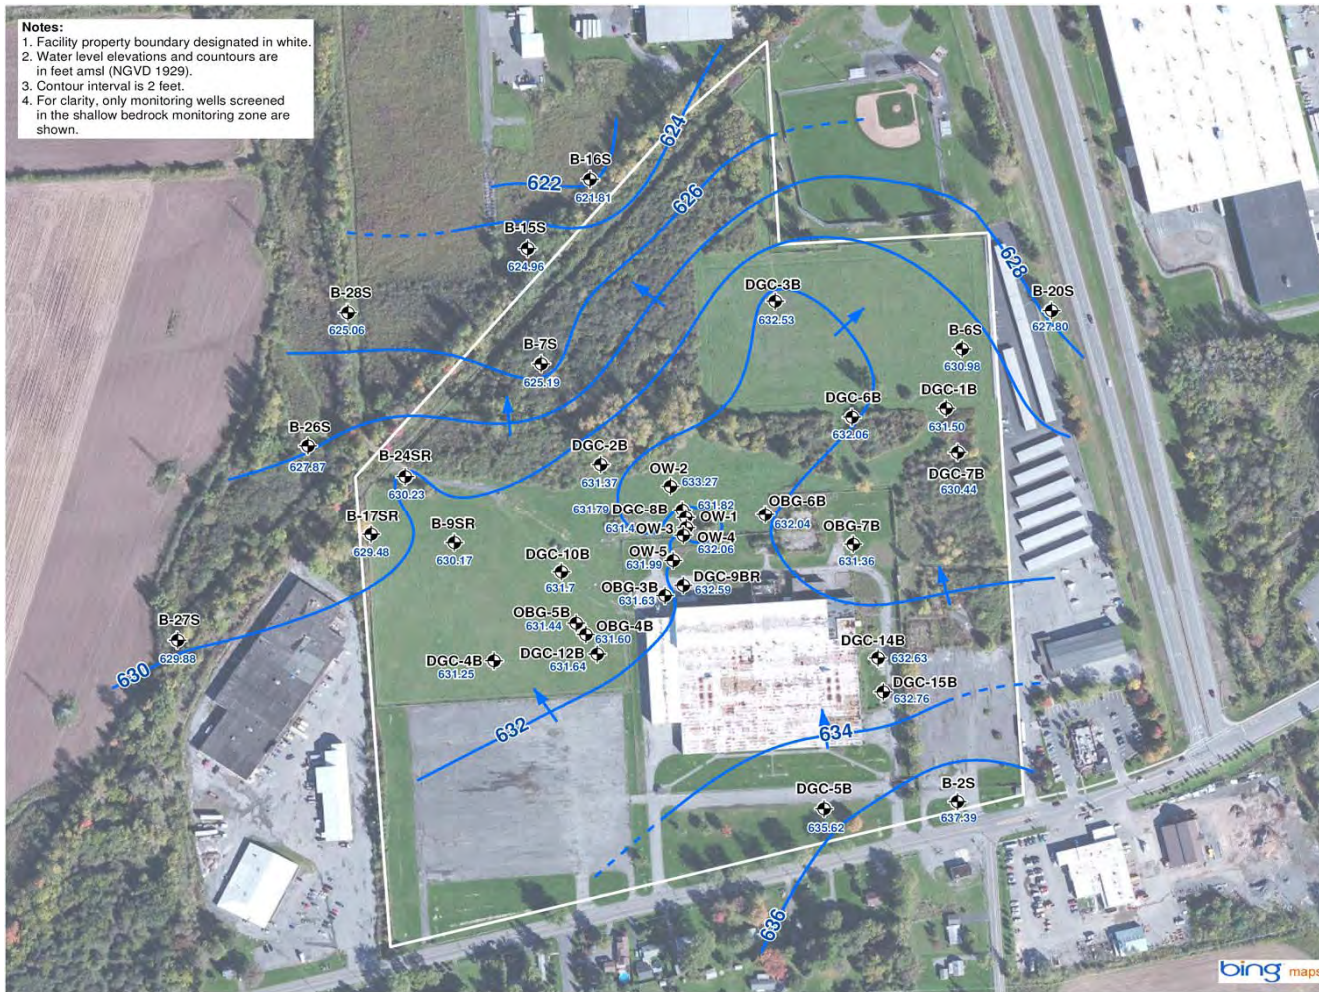 Notes:
1. Facility property boundary designated in white.
2. Water level elevations and countours are
in feet amsl (NGVD 1929).
3. Contour interval is 2 feet.
4. For clarity, only monitoring wells screened
in the shallow bedrock monitoring zone are
shown.
624
B-16S
622
621.81
626
B-15S
624.96
628
B-28S
625.06
DGC-3B
632.53
B-20S
627.80
B-6S
630.98
B-7S
625.19
DGC-1B
631.50
DGC-6B
632.06
B-26S
627.87
B-24SR
630.23
DGC-2B
631.37
OW-2
633.27
DGC-7B
630.44
631.79
DGC-8B
631.82
OW-1
631.4
OW-3
OW-4
632.06
OBG-6B
632.04
B-17SR
629.48
B-9SR
630.17
OBG-7B
631.36
DGC-10B
631.7
OW-5
631.99
DGC-9BR
632.59
OBG-3B
631.63
B-27S
629.88
OBG-5B
631.44
OBG-4B
631.60
DGC-4B
631.25
DGC-12B
631.64
DGC-14B
632.63
DGC-15B
632.76
630
632
634
DGC-5B
635.62
B-2S
637.39
636
bing maps